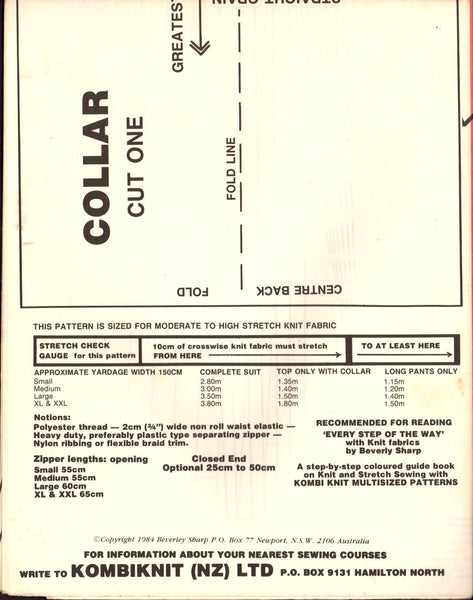 STRAIGHT GRAIN
GREATEST
COLLAR
CUT ONE
FOLD LINE
FOLD
CENTRE BACK
THIS PATTERN IS SIZED FOR MODERATE TO HIGH STRETCH KNIT FABRIC
STRETCH CHECK 10cm of crosswise knit fabric must stretch TO AT LEAST HERE
GAUGE for this pattern FROM HERE
APPROXIMATE YARDAGE WIDTH 150CM COMPLETE SUIT TOP ONLY WITH COLLAR LONG PANTS ONLY
Small 2.80m 1.35m 1.15m
Medium 3.00m 1.40m 1.20m
Large 3.50m 1.50m 1.40m
XL & XXL 3.80m 1.80m 1.50m
Notions:
Polyester thread — 2cm (¾") wide non roll waist elastic —
Heavy duty, preferably plastic type separating zipper —
Nylon ribbing or flexible braid trim.
Zipper lengths: opening Closed End
Small 55cm Optional 25cm to 50cm
Medium 55cm
Large 60cm
XL & XXL 65cm
RECOMMENDED FOR READING
'EVERY STEP OF THE WAY'
with Knit fabrics
by Beverly Sharp
A step-by-step coloured guide book
on Knit and Stretch Sewing with
KOMBI KNIT MULTISIZED PATTERNS
©Copyright 1984 Beverley Sharp P.O. Box 77 Newport, N.S.W. 2106 Australia
FOR INFORMATION ABOUT YOUR NEAREST SEWING COURSES
WRITE TO KOMBIKNIT (NZ) LTD P.O. BOX 9131 HAMILTON NORTH